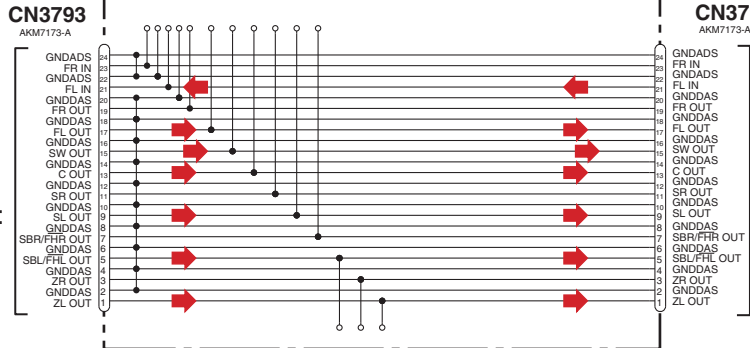 CN3793
AKM7173-A
CN37
AKM7173-A
GNDADS 24
FR IN 23
GNDADS 22
FL IN 21
GNDDAS 20
FR OUT 19
GNDDAS 18
FL OUT 17
GNDDAS 16
SW OUT 15
GNDDAS 14
C OUT 13
GNDDAS 12
SR OUT 11
GNDDAS 10
SL OUT 9
GNDDAS 8
SBR/FHR OUT 7
GNDDAS 6
SBL/FHL OUT 5
GNDDAS 4
ZR OUT 3
GNDDAS 2
ZL OUT 1
24 GNDADS
23 FR IN
22 GNDADS
21 FL IN
20 GNDDAS
19 FR OUT
18 GNDDAS
17 FL OUT
16 GNDDAS
15 SW OUT
14 GNDDAS
13 C OUT
12 GNDDAS
11 SR OUT
10 GNDDAS
9 SL OUT
8 GNDDAS
7 SBR/FHR OUT
6 GNDDAS
5 SBL/FHL OUT
4 GNDDAS
3 ZR OUT
2 GNDDAS
1 ZL OUT